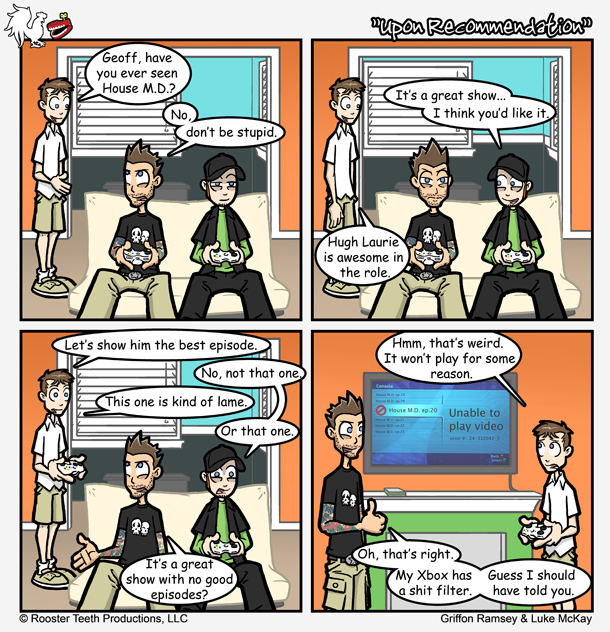 "Upon Recommendation"
Geoff, have
you ever seen
House M.D.?
No,
don't be stupid.
It's a great show...
I think you'd like it.
Hugh Laurie
is awesome in
the role.
Let's show him the best episode.
No, not that one.
This one is kind of lame.
Or that one.
It's a great
show with no good
episodes?
Hmm, that's weird.
It won't play for some
reason.
House M.D. ep.20
Unable to
play video
Oh, that's right.
My Xbox has
a shit filter.
Guess I should
have told you.
© Rooster Teeth Productions, LLC
Griffon Ramsey & Luke McKay